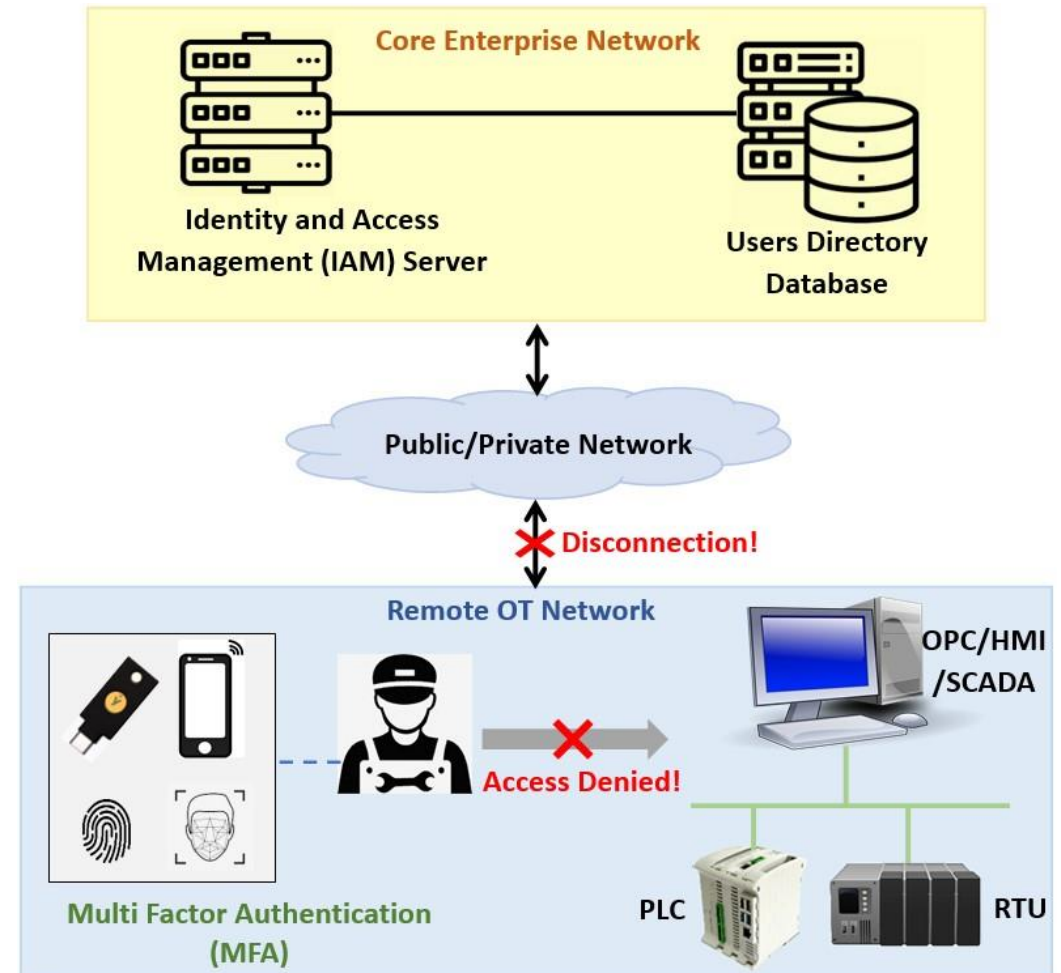 Core Enterprise Network
Identity and Access
Management (IAM) Server
Users Directory
Database
Public/Private Network
Disconnection!
Remote OT Network
OPC/HMI
/SCADA
Access Denied!
Multi Factor Authentication
(MFA)
PLC
RTU